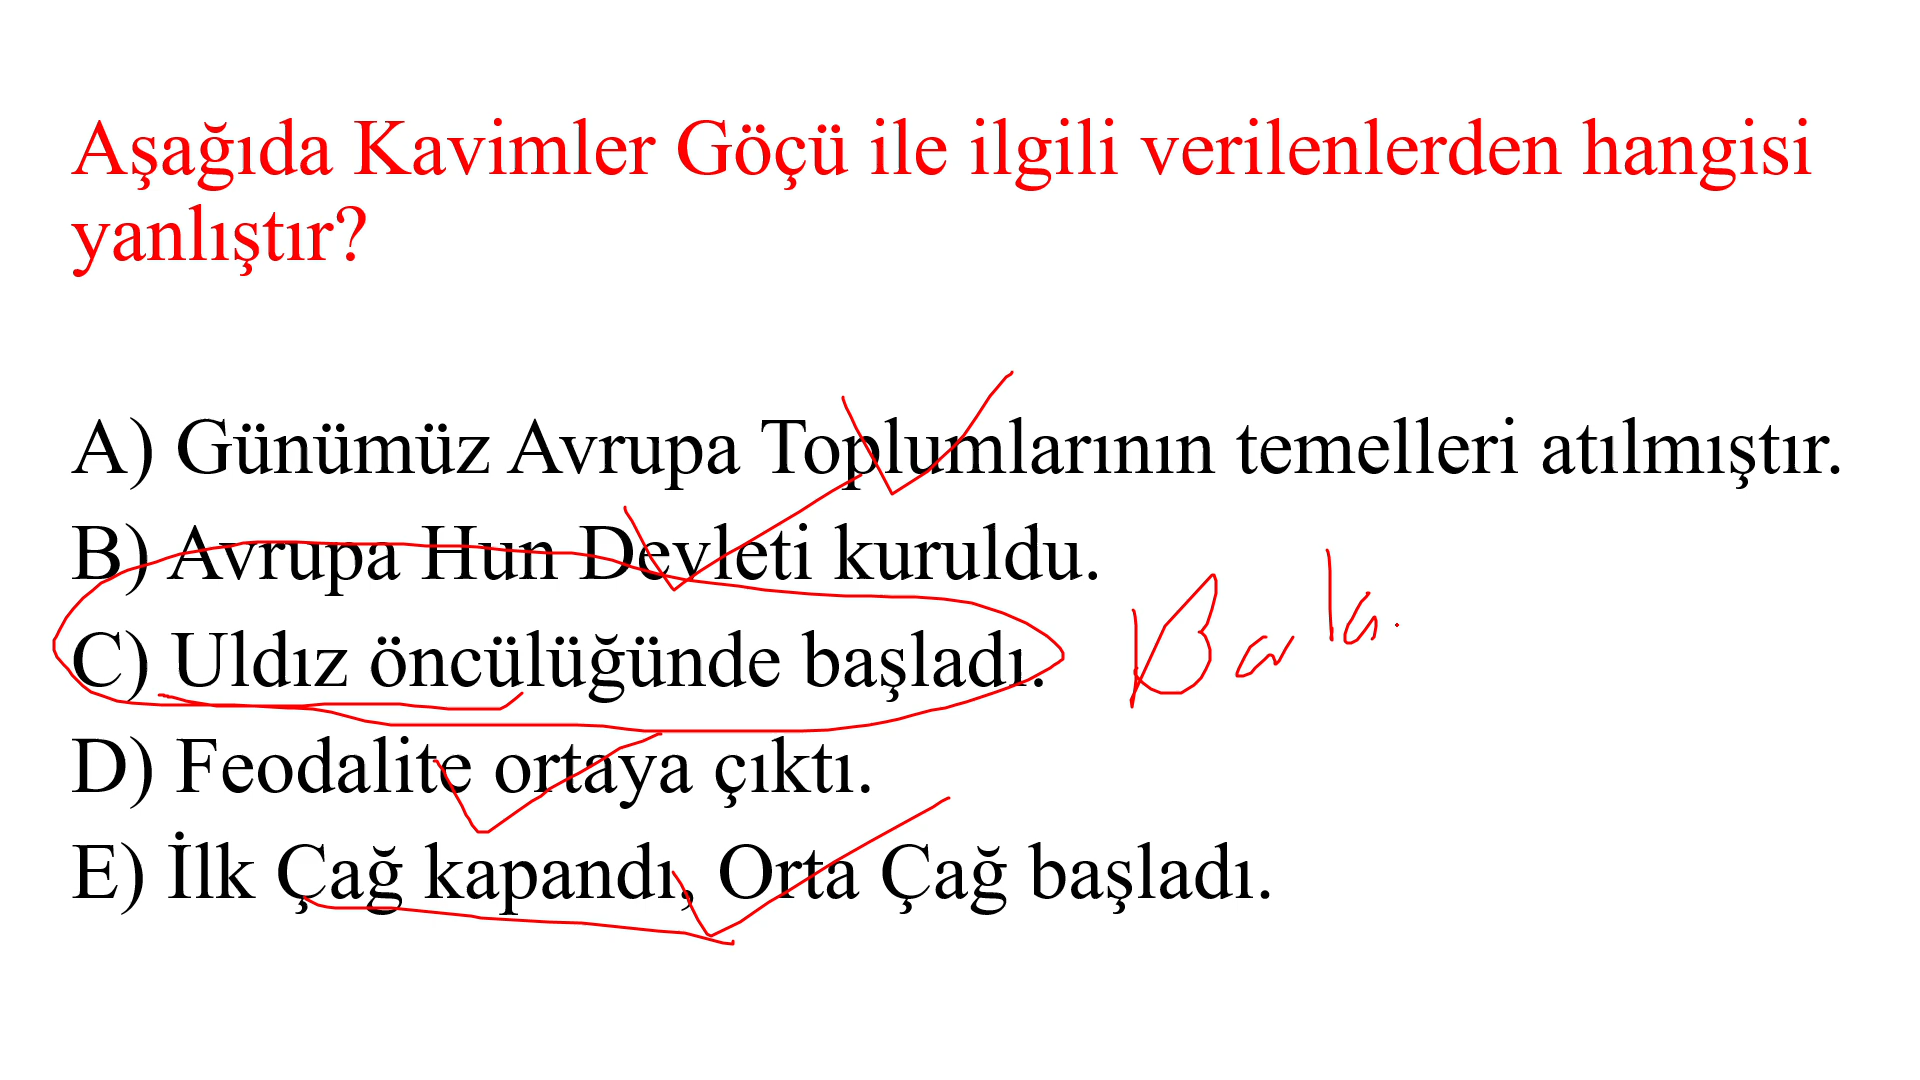 Aşağıda Kavimler Göçü ile ilgili verilenlerden hangisi
yanlıştır?
A) Günümüz Avrupa Toplumlarının temelleri atılmıştır.
B) Avrupa Hun Devleti kuruldu.
C) Uldız öncülüğünde başladı.
D) Feodalite ortaya çıktı.
E) İlk Çağ kapandı, Orta Çağ başladı.